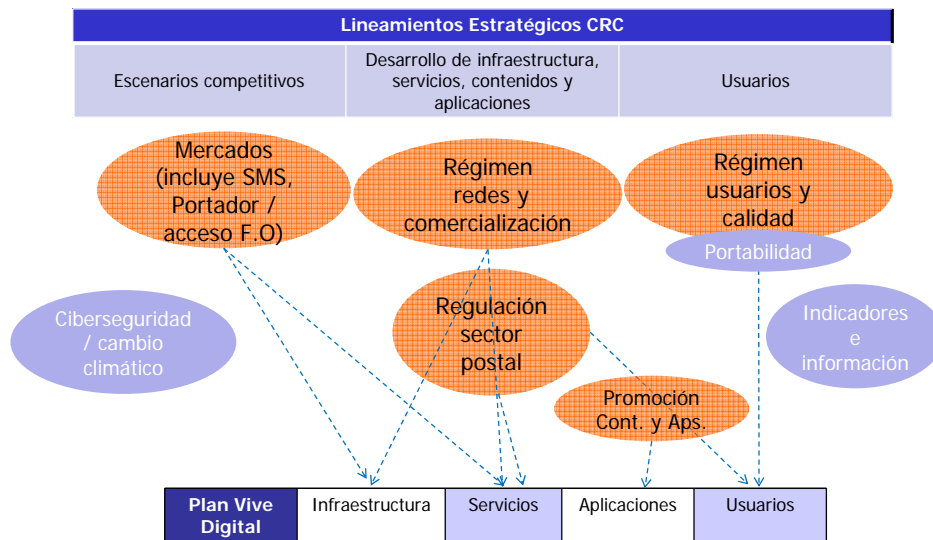 Lineamientos Estratégicos CRC
Escenarios competitivos
Desarrollo de infraestructura,
servicios, contenidos y
aplicaciones
Usuarios
Mercados
(incluye SMS,
Portador /
acceso F.O)
Régimen
redes y
comercialización
Régimen
usuarios y
calidad
Portabilidad
Ciberseguridad
/ cambio
climático
Regulación
sector
postal
Indicadores
e
información
Promoción
Cont. y Aps.
Plan Vive
Digital
Infraestructura
Servicios
Aplicaciones
Usuarios